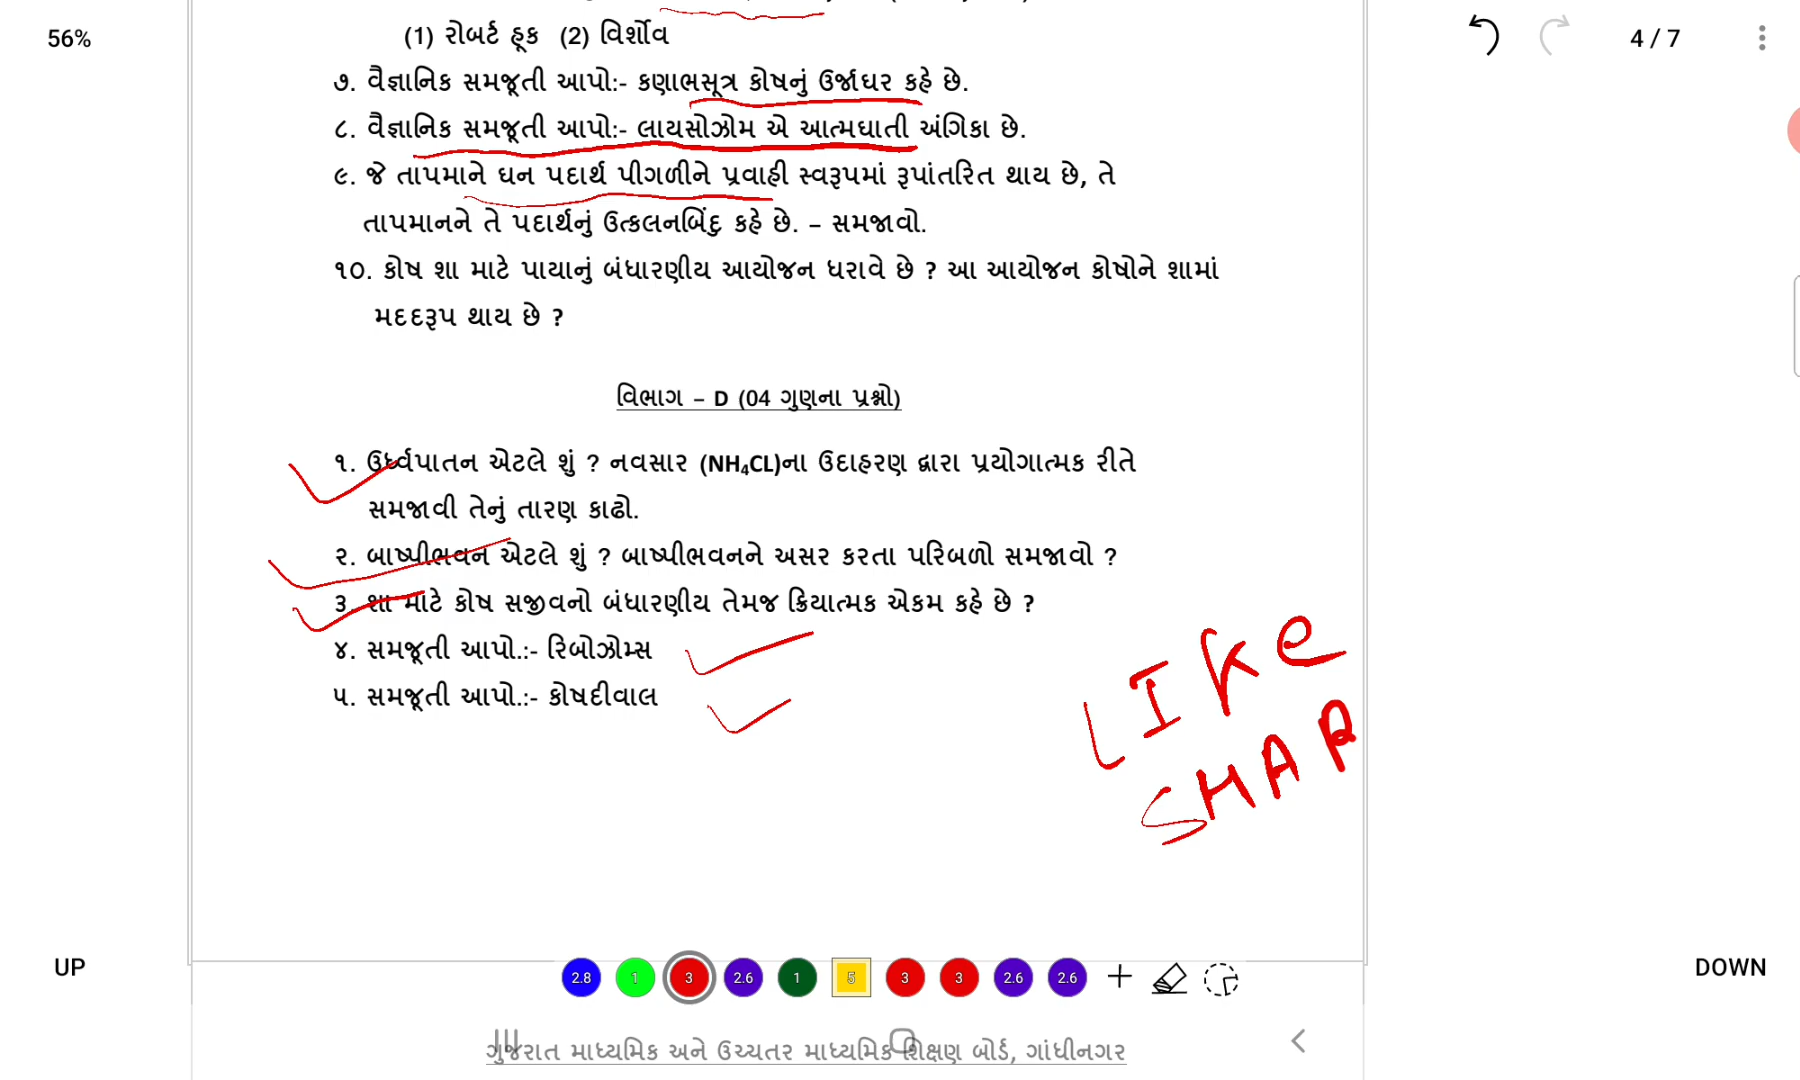 56%
4 / 7
(1) રોબર્ટ હૂક (2) વિર્શોવ
૭. વૈજ્ઞાનિક સમજૂતી આપો:- કણાભસૂત્ર કોષનું ઉર્જાઘર કહે છે.
૮. વૈજ્ઞાનિક સમજૂતી આપો:- લાયસોઝોમ એ આત્મઘાતી અંગિકા છે.
૯. જે તાપમાને ઘન પદાર્થ પીગળીને પ્રવાહી સ્વરૂપમાં રૂપાંતરિત થાય છે, તે
તાપમાનને તે પદાર્થનું ઉત્કલનબિંદુ કહે છે. – સમજાવો.
૧૦. કોષ શા માટે પાયાનું બંધારણીય આયોજન ધરાવે છે ? આ આયોજન કોષોને શામાં
મદદરૂપ થાય છે ?
વિભાગ – D (04 ગુણના પ્રશ્નો)
૧. ઉર્ધ્વપાતન એટલે શું ? નવસાર (NH₄CL)ના ઉદાહરણ દ્વારા પ્રયોગાત્મક રીતે
સમજાવી તેનું તારણ કાઢો.
૨. બાષ્પીભવન એટલે શું ? બાષ્પીભવનને અસર કરતા પરિબળો સમજાવો ?
૩. શા માટે કોષ સજીવનો બંધારણીય તેમજ ક્રિયાત્મક એકમ કહે છે ?
૪. સમજૂતી આપો.:- રિબોઝોમ્સ
૫. સમજૂતી આપો.:- કોષદીવાલ
LIKe
SHAR
UP
DOWN
2.8 1 3 2.6 1 5 3 3 2.6 2.6
ગુજરાત માધ્યમિક અને ઉચ્ચતર માધ્યમિક શિક્ષણ બોર્ડ, ગાંધીનગર